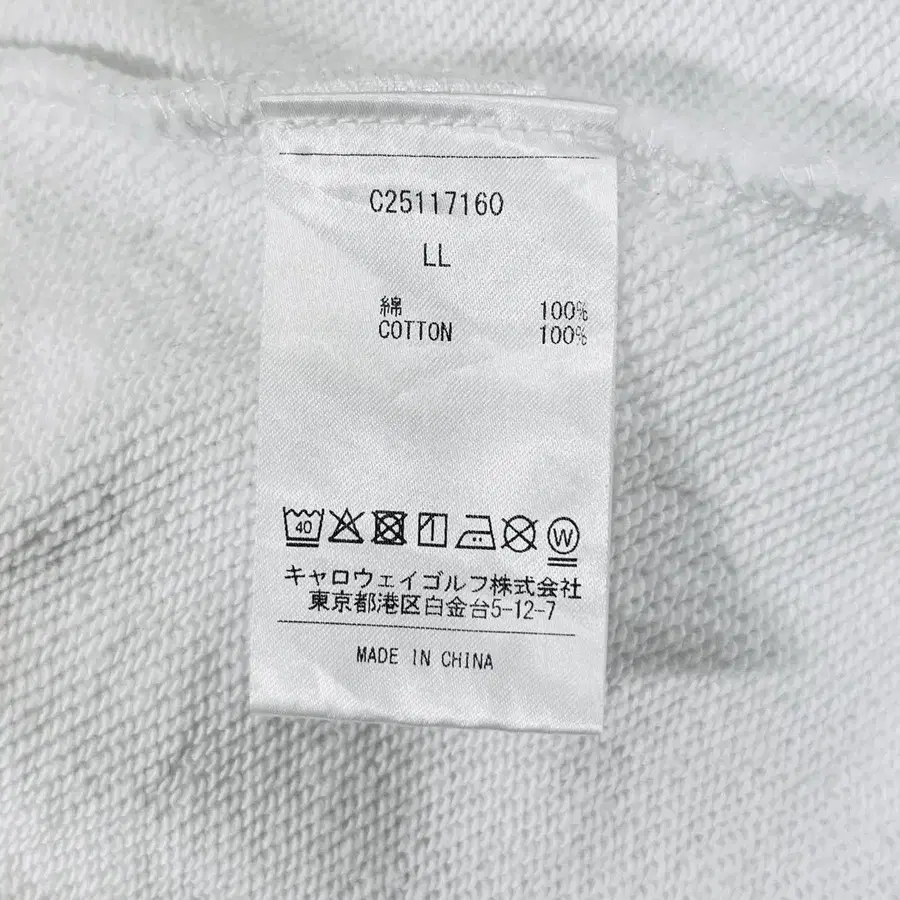 C25117160
LL
綿 100%
COTTON 100%
40 W
キャロウェイゴルフ株式会社
東京都港区白金台5-12-7
MADE IN CHINA